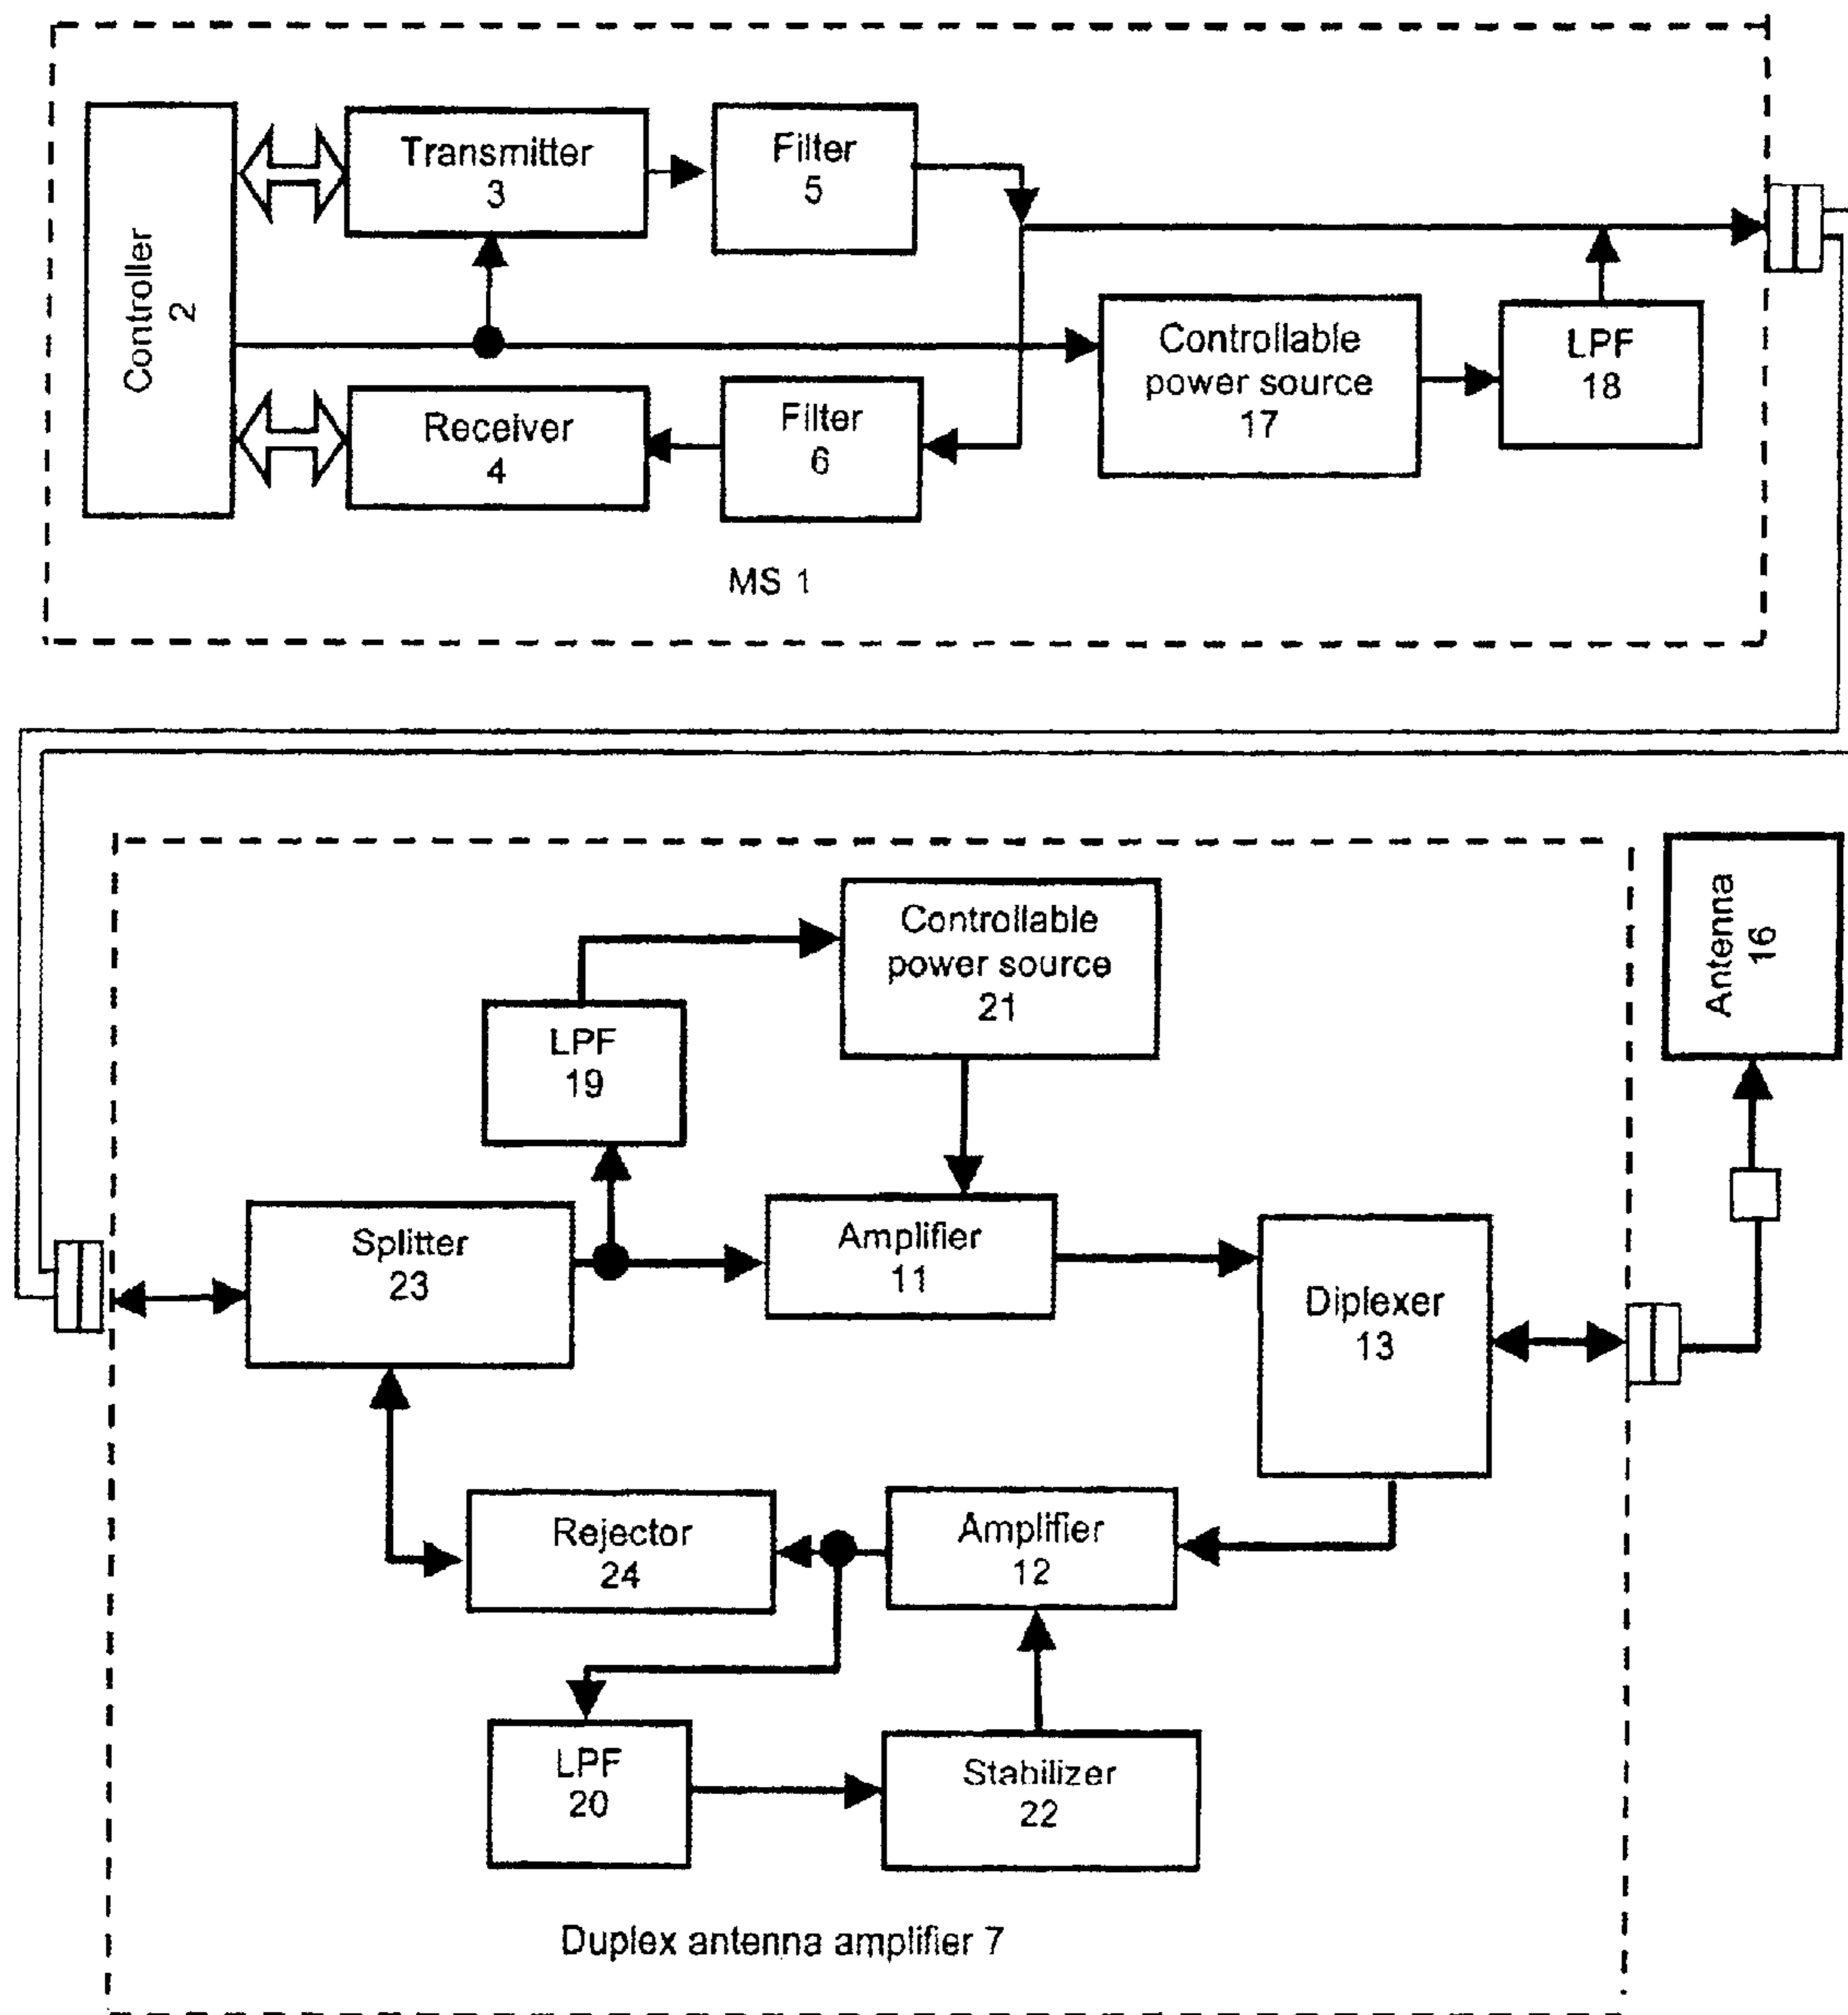 Controller
2
Transmitter
3
Filter
5
Receiver
4
Filter
6
Controllable
power source
17
LPF
18
MS 1
Controllable
power source
21
Antenna
16
LPF
19
Splitter
23
Amplifier
11
Diplexer
13
Rejector
24
Amplifier
12
LPF
20
Stabilizer
22
Duplex antenna amplifier 7